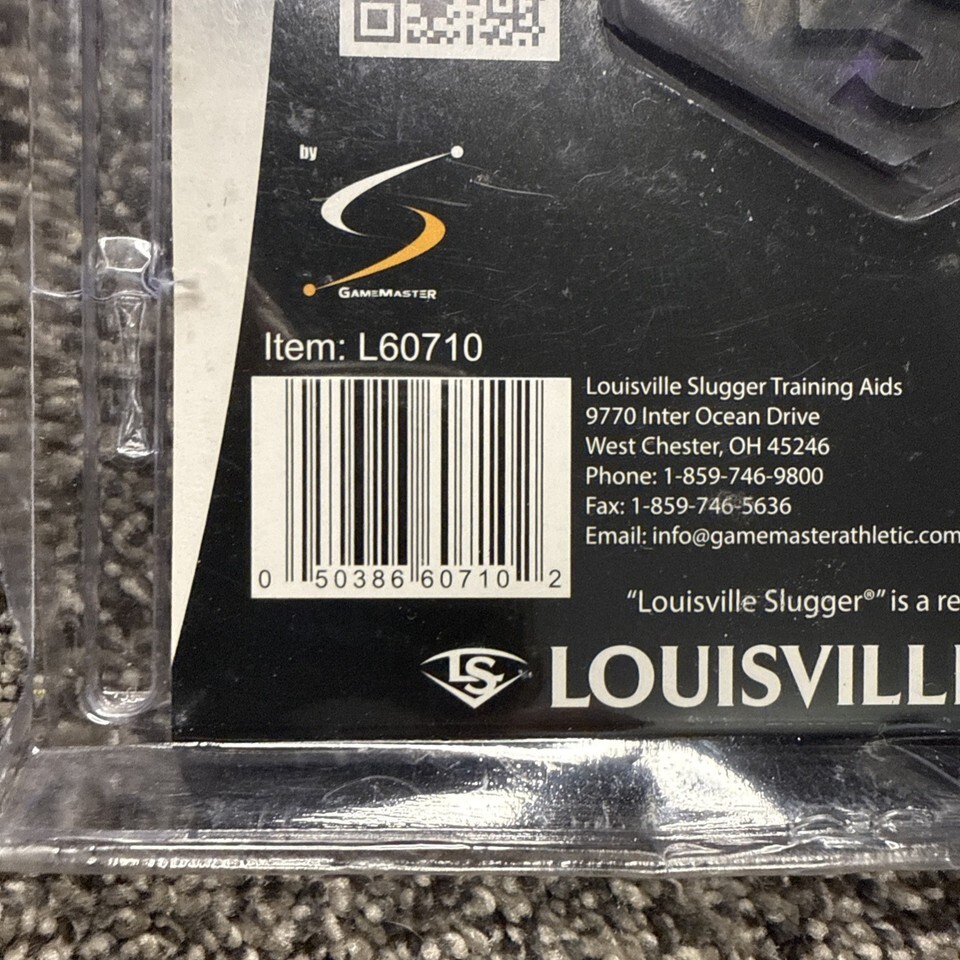 by
GAMEMASTER
Item: L60710
0 50386 60710 2
Louisville Slugger Training Aids
9770 Inter Ocean Drive
West Chester, OH 45246
Phone: 1-859-746-9800
Fax: 1-859-746-5636
Email: info@gamemasterathletic.com
“Louisville Slugger®” is a re
LS
LOUISVILLE